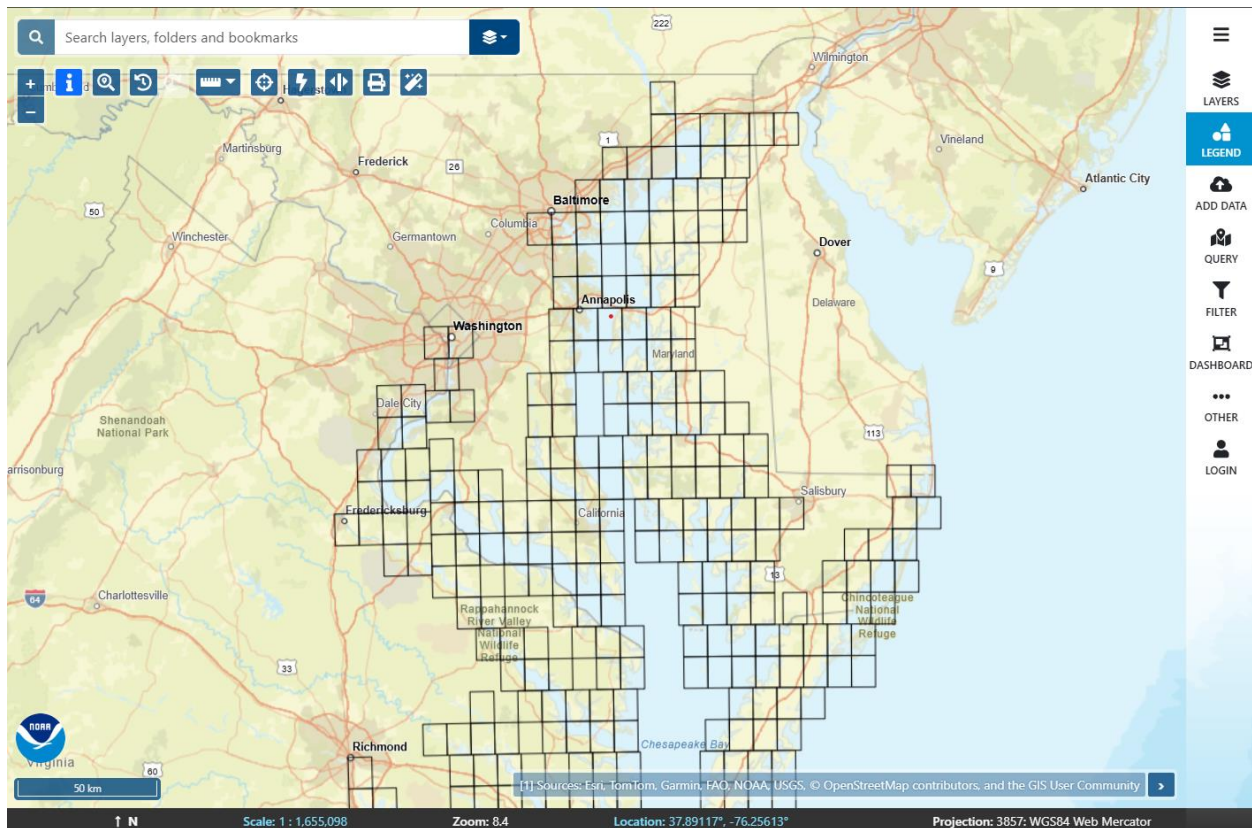 Search layers, folders and bookmarks
222
Wilmington
LAYERS
Martinsburg
Frederick
26
1
Vineland
LEGEND
Atlantic City
50
Baltimore
ADD DATA
Winchester
Germantown
Columbia
Dover
QUERY
9
Annapolis
Delaware
FILTER
Washington
Maryland
DASHBOARD
Dale City
Shenandoah
National Park
OTHER
113
arrisonburg
Salisbury
LOGIN
Fredericksburg
California
13
64
Charlottesville
Rappahannock
River Valley
National
Wildlife
Refuge
Chincoteague
National
Wildlife
Refuge
33
NOAA
Richmond
Chesapeake Bay
Virginia
60
50 km
[1] Sources: Esri, TomTom, Garmin, FAO, NOAA, USGS, © OpenStreetMap contributors, and the GIS User Community
↑ N Scale: 1 : 1,655,098 Zoom: 8.4 Location: 37.89117°, -76.25613° Projection: 3857: WGS84 Web Mercator